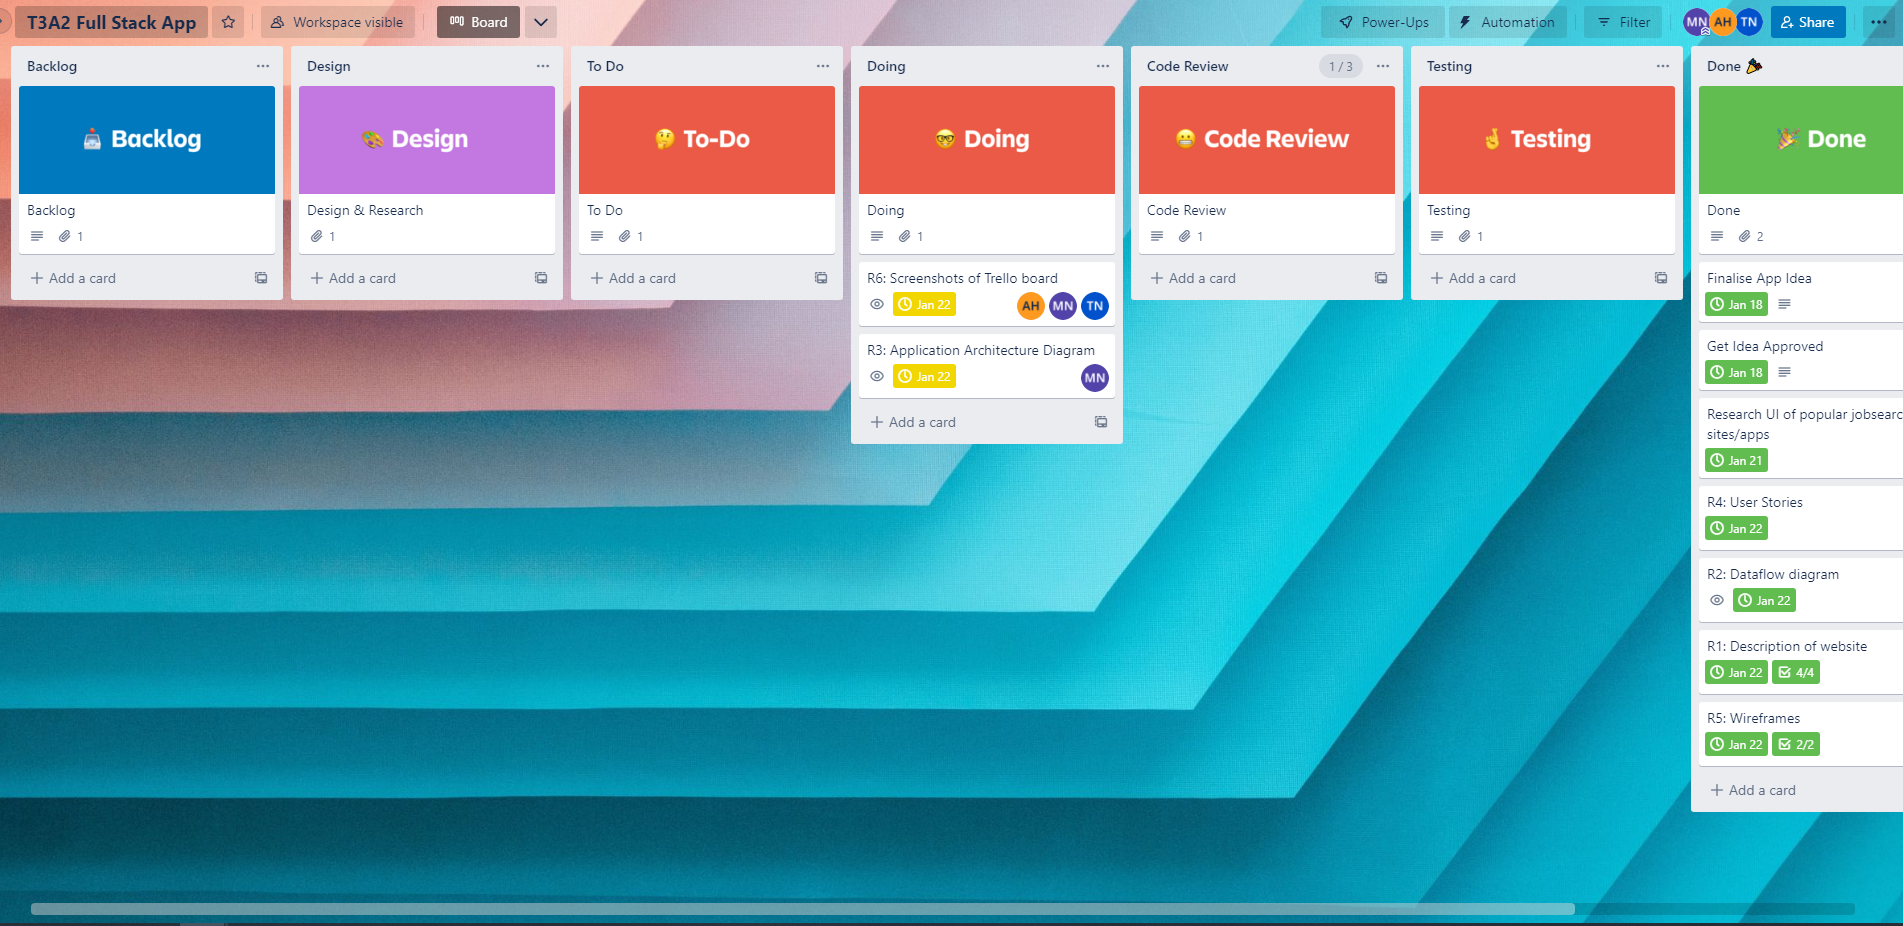 T3A2 Full Stack App
Workspace visible
Board
Power-Ups
Automation
Filter
MN
AH
TN
Share
Backlog
Backlog
Backlog
1
Add a card
Design
Design
Design & Research
1
Add a card
To Do
To-Do
To Do
1
Add a card
Doing
Doing
Doing
1
R6: Screenshots of Trello board
Jan 22
AH
MN
TN
R3: Application Architecture Diagram
Jan 22
MN
Add a card
Code Review
1 / 3
Code Review
Code Review
1
Add a card
Testing
Testing
Testing
1
Add a card
Done
Done
Done
2
Finalise App Idea
Jan 18
Get Idea Approved
Jan 18
Research UI of popular jobsearc
sites/apps
Jan 21
R4: User Stories
Jan 22
R2: Dataflow diagram
Jan 22
R1: Description of website
Jan 22
4/4
R5: Wireframes
Jan 22
2/2
Add a card